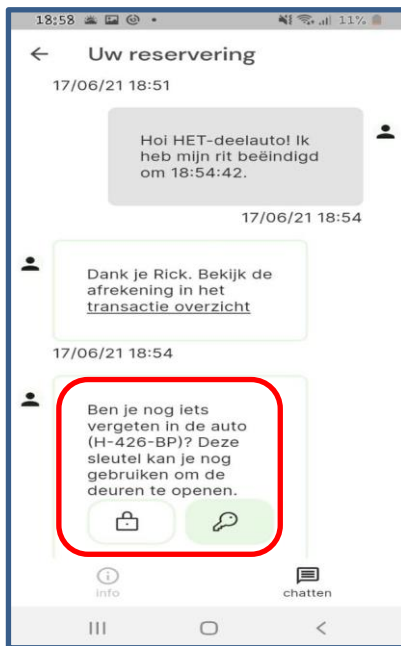 18:58 11%
Uw reservering
17/06/21 18:51
Hoi HET-deelauto! Ik
heb mijn rit beëindigd
om 18:54:42.
17/06/21 18:54
Dank je Rick. Bekijk de
afrekening in het
transactie overzicht
17/06/21 18:54
Ben je nog iets
vergeten in de auto
(H-426-BP)? Deze
sleutel kan je nog
gebruiken om de
deuren te openen.
info chatten